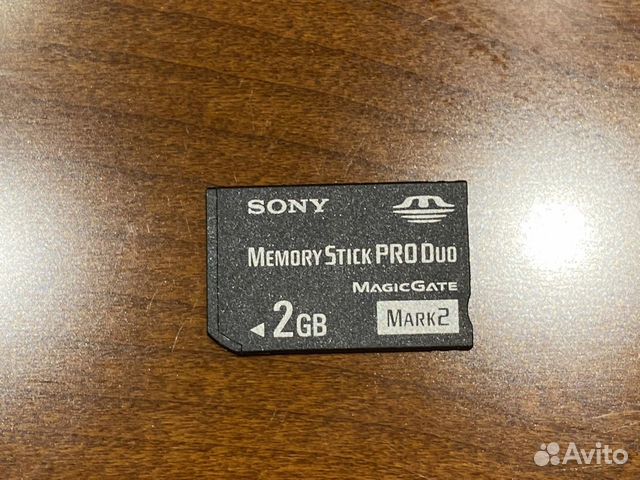 SONY
MEMORY STICK PRO DUO
MAGICGATE
2GB
MARK2
Avito